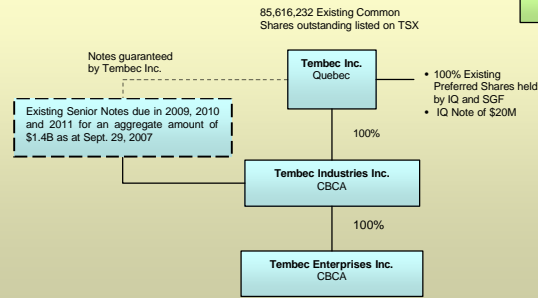 85,616,232 Existing Common
Shares outstanding listed on TSX
Notes guaranteed
by Tembec Inc.
Tembec Inc.
Quebec
• 100% Existing
Preferred Shares held
by IQ and SGF
• IQ Note of $20M
Existing Senior Notes due in 2009, 2010
and 2011 for an aggregate amount of
$1.4B as at Sept. 29, 2007
100%
Tembec Industries Inc.
CBCA
100%
Tembec Enterprises Inc.
CBCA